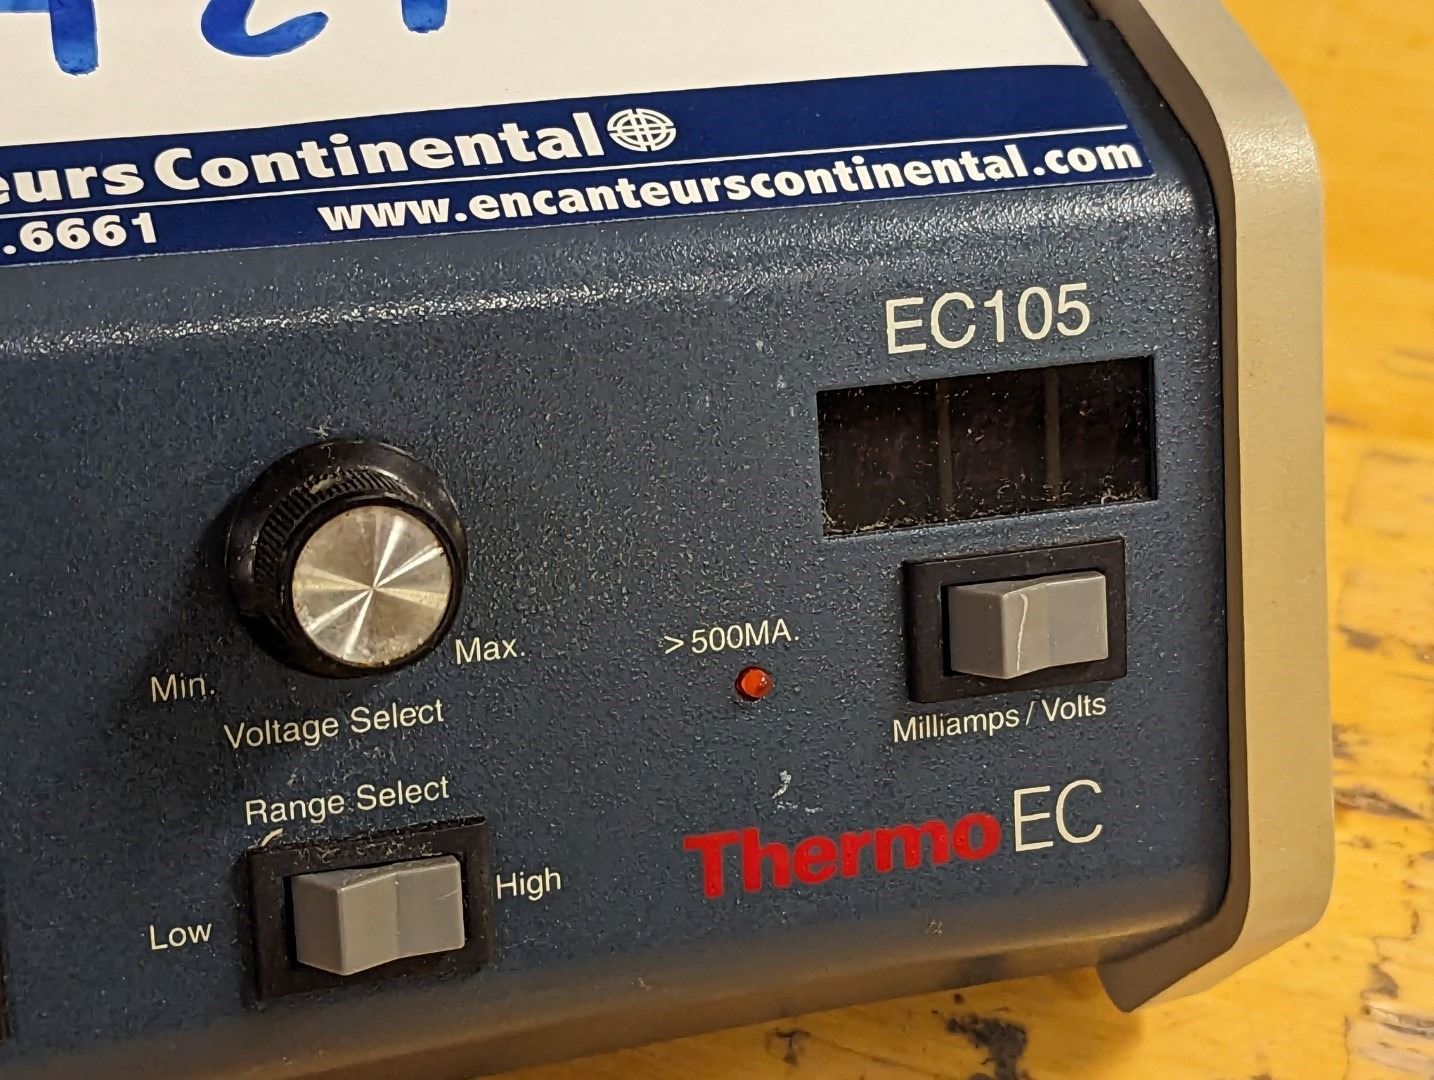 Continental
.6661 www.encanteurscontinental.com
EC105
>500MA.
Min. Max.
Voltage Select
Milliamps / Volts
Range Select
Low High
Thermo EC